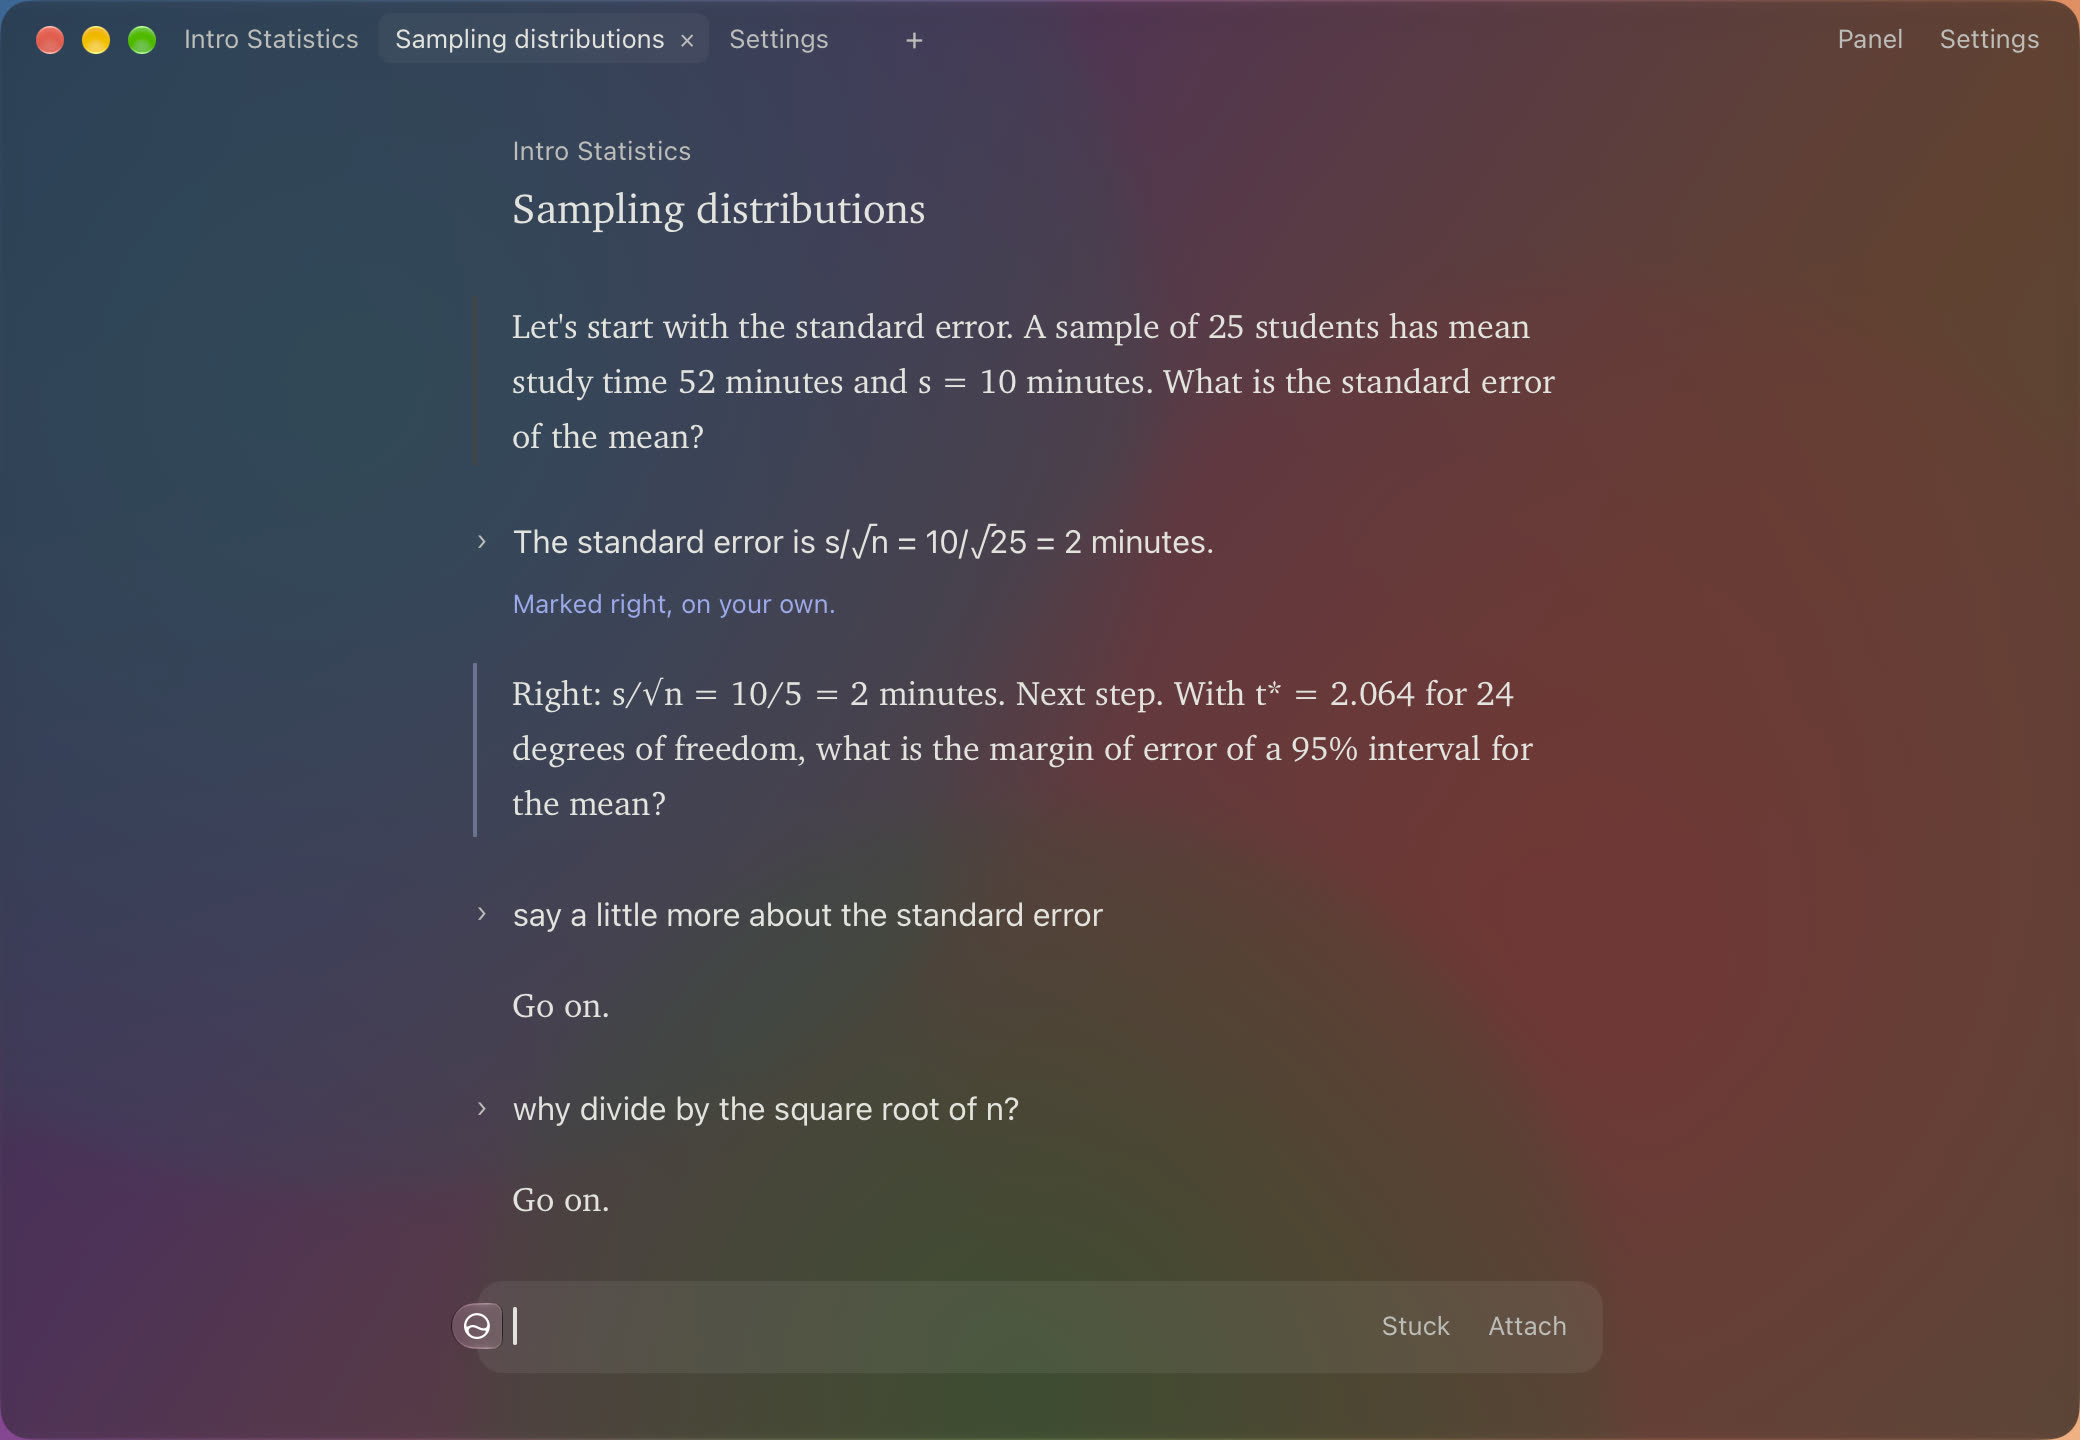 Intro Statistics
Sampling distributions ×
Settings
+
Panel
Settings
Intro Statistics
Sampling distributions
Let's start with the standard error. A sample of 25 students has mean
study time 52 minutes and s = 10 minutes. What is the standard error
of the mean?
› The standard error is s/√n = 10/√25 = 2 minutes.
Marked right, on your own.
Right: s/√n = 10/5 = 2 minutes. Next step. With t* = 2.064 for 24
degrees of freedom, what is the margin of error of a 95% interval for
the mean?
› say a little more about the standard error
Go on.
› why divide by the square root of n?
Go on.
Stuck
Attach